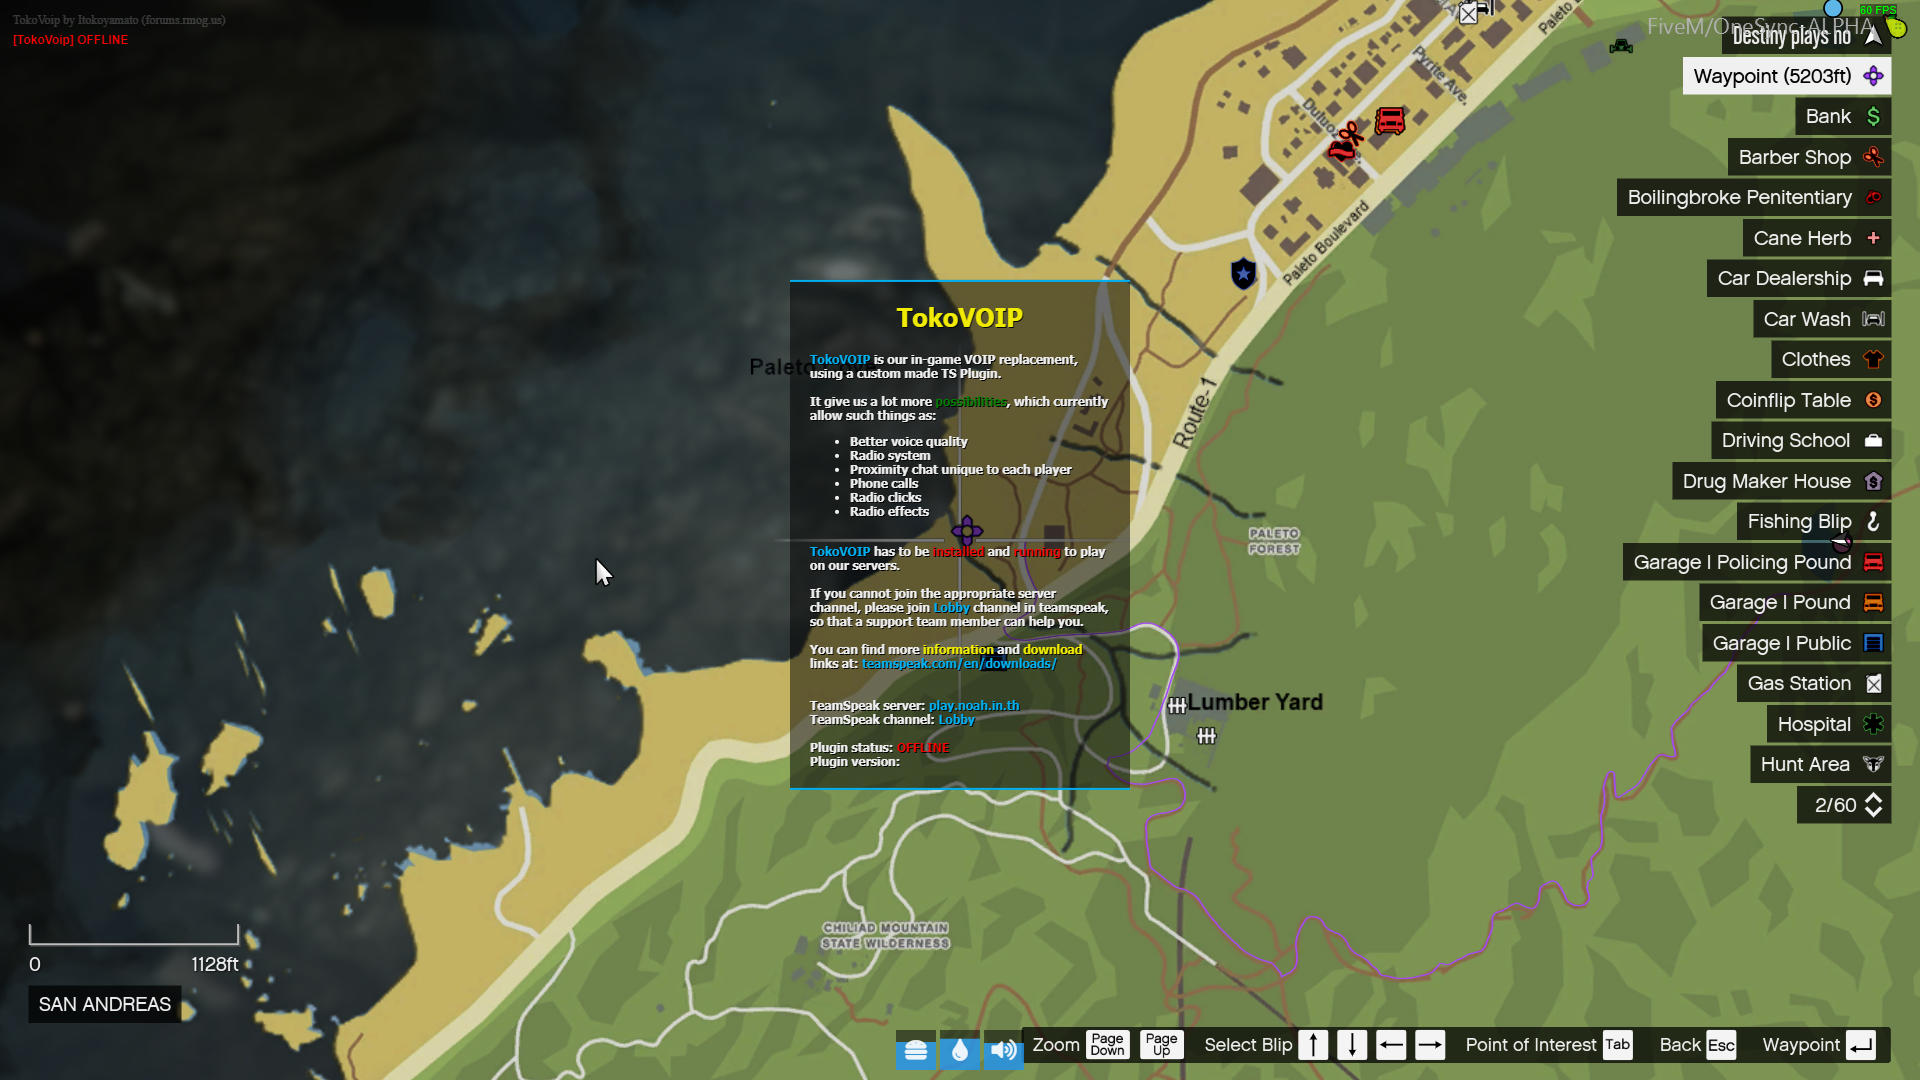 TokoVoip by Itokoyamato (forums.rmog.us)
[TokoVoip] OFFLINE
60 FPS
FiveM/OneSync-ALPHA
Destiny plays no
Waypoint (5203ft)
Bank
Barber Shop
Boilingbroke Penitentiary
Cane Herb
Car Dealership
Car Wash
Clothes
Coinflip Table
Driving School
Drug Maker House
Fishing Blip
Garage | Policing Pound
Garage | Pound
Garage | Public
Gas Station
Hospital
Hunt Area
2/60
Pyrite Ave.
Paleto Boulevard
Route-1
PALETO
FOREST
Lumber Yard
CHILIAD MOUNTAIN
STATE WILDERNESS
TokoVOIP
TokoVOIP is our in-game VOIP replacement,
using a custom made TS Plugin.
It give us a lot more possibilities, which currently
allow such things as:
• Better voice quality
• Radio system
• Proximity chat unique to each player
• Phone calls
• Radio clicks
• Radio effects
TokoVOIP has to be installed and running to play
on our servers.
If you cannot join the appropriate server
channel, please join Lobby channel in teamspeak,
so that a support team member can help you.
You can find more information and download
links at: teamspeak.com/en/downloads/
TeamSpeak server: play.noah.in.th
TeamSpeak channel: Lobby
Plugin status: OFFLINE
Plugin version:
0 1128ft
SAN ANDREAS
Zoom Page Down Page Up Select Blip ↑ ↓ ← → Point of Interest Tab Back Esc Waypoint